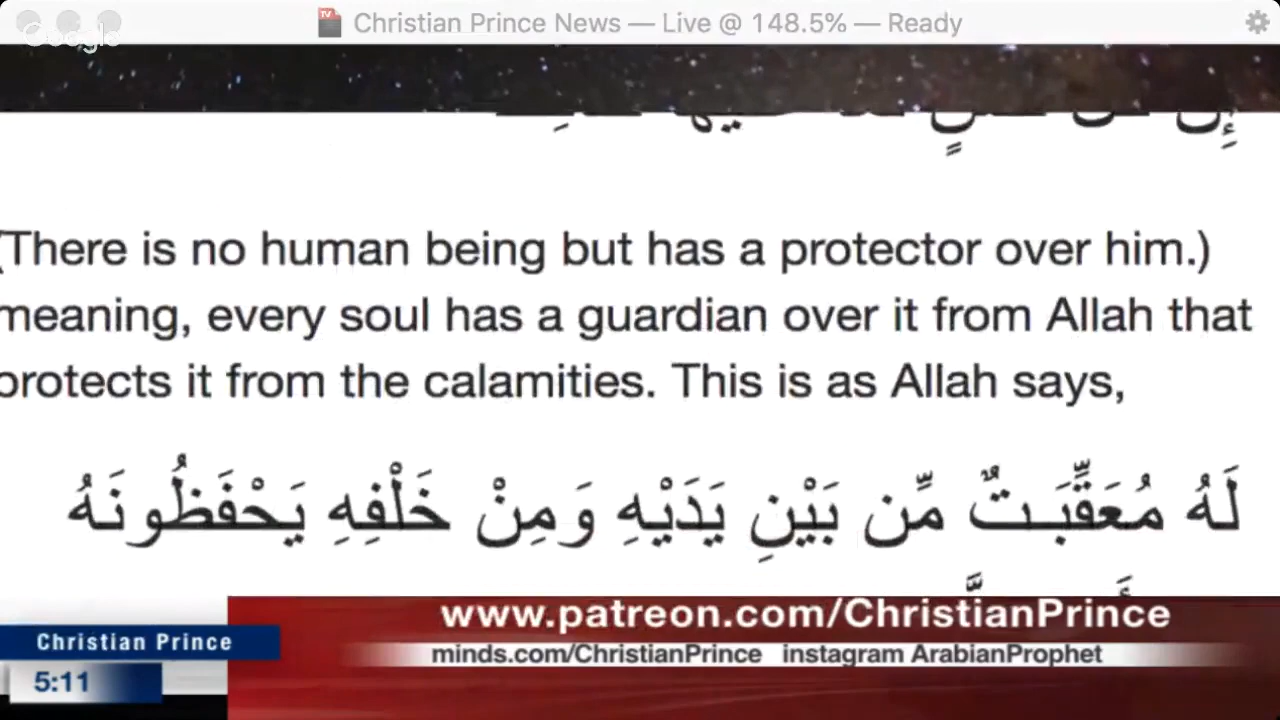 Google
Christian Prince News — Live @ 148.5% — Ready
(There is no human being but has a protector over him.)
meaning, every soul has a guardian over it from Allah that
protects it from the calamities. This is as Allah says,
لَهُ مُعَقِّبَـتٌ مِّن بَيْنِ يَدَيْهِ وَمِنْ خَلْفِهِ يَحْفَظُونَهُ
www.patreon.com/ChristianPrince
Christian Prince
minds.com/ChristianPrince instagram ArabianProphet
5:11